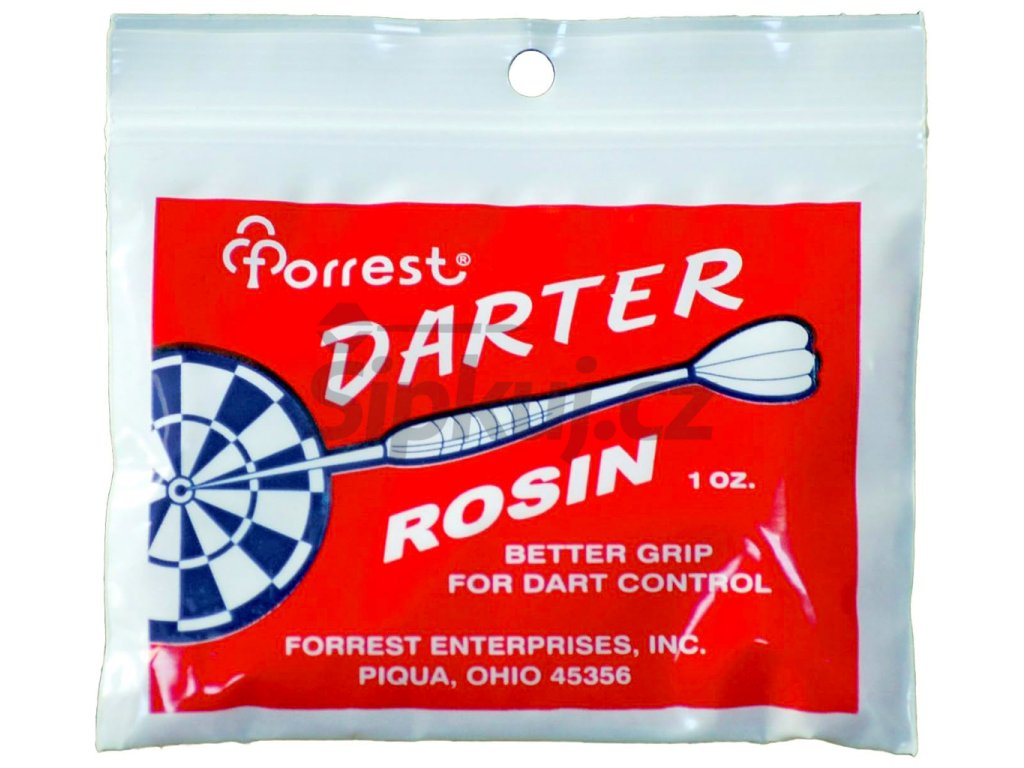 Forrest®
DARTER
Šipkuj.cz
ROSIN
1 OZ.
BETTER GRIP
FOR DART CONTROL
FORREST ENTERPRISES, INC.
PIQUA, OHIO 45356